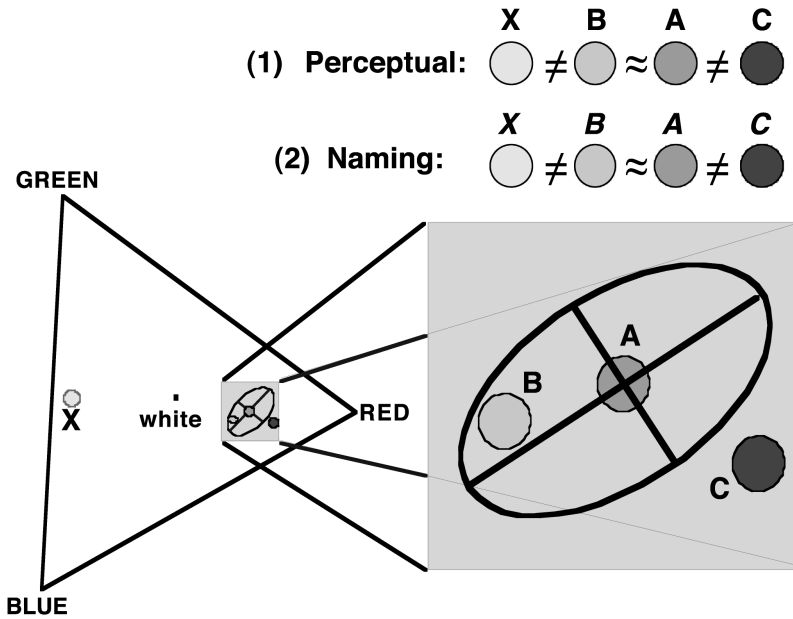 X B A C
(1) Perceptual: ≠ ≈ ≠
X B A C
(2) Naming: ≠ ≈ ≠
GREEN
A
B
X
white
RED
C
BLUE